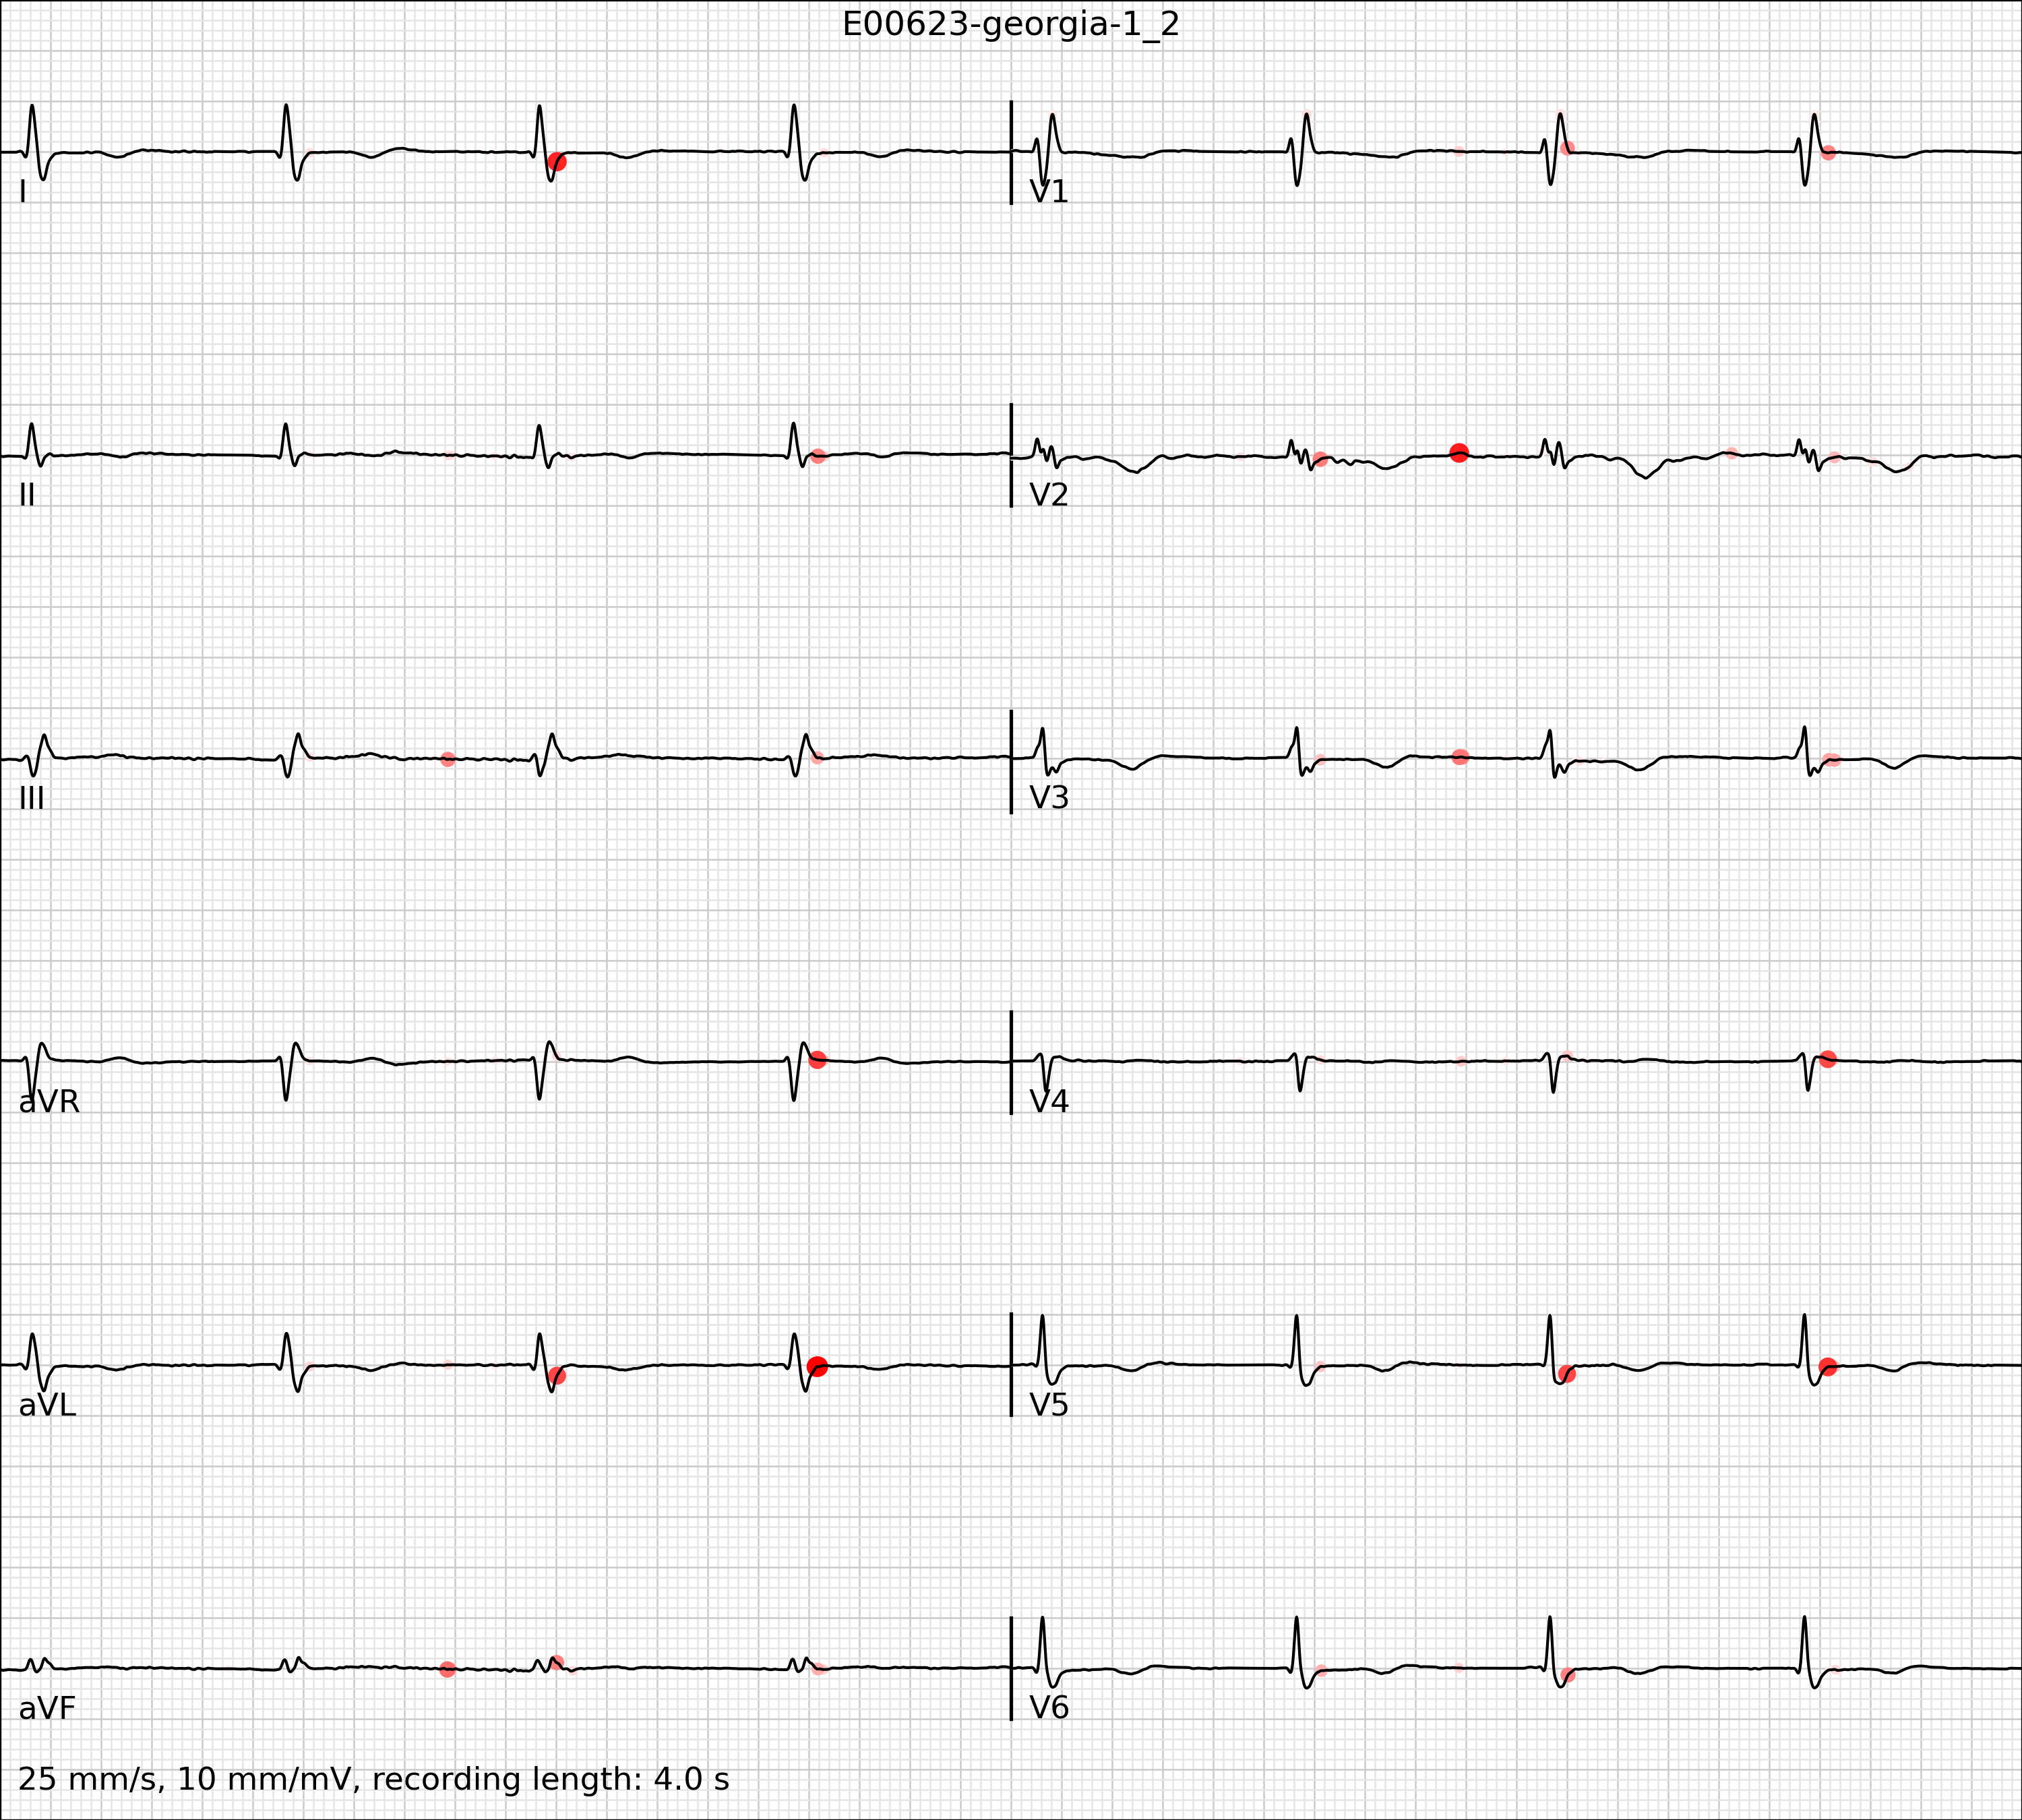 E00623-georgia-1_2
I
V1
II
V2
III
V3
aVR
V4
aVL
V5
aVF
V6
25 mm/s, 10 mm/mV, recording length: 4.0 s